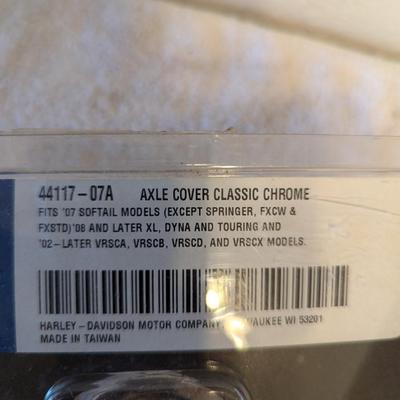 44117-07A AXLE COVER CLASSIC CHROME
FITS '07 SOFTAIL MODELS (EXCEPT SPRINGER, FXCW &
FXSTD) '08 AND LATER XL, DYNA AND TOURING AND
'02-LATER VRSCA, VRSCB, VRSCD, AND VRSCX MODELS.
HARLEY-DAVIDSON MOTOR COMPANY WAUKEE WI 53201
MADE IN TAIWAN